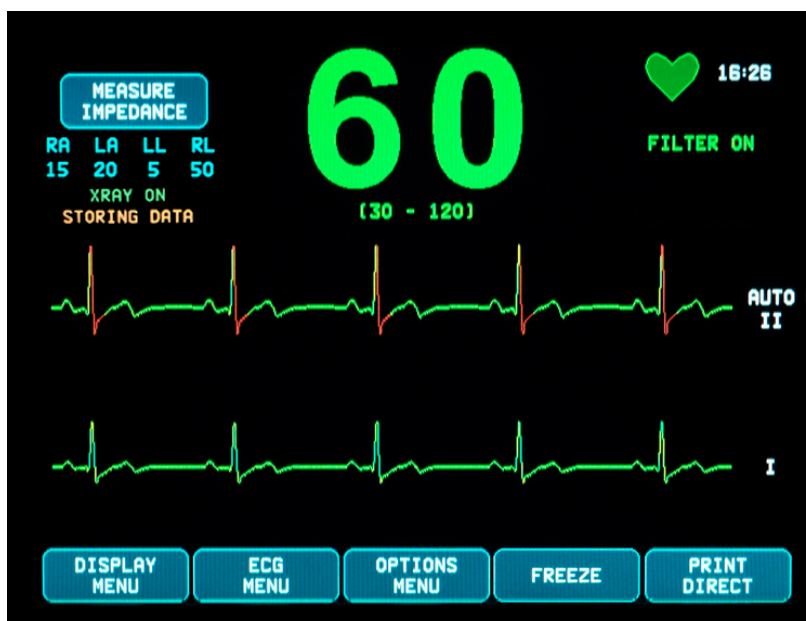 MEASURE
IMPEDANCE
60
16:26
FILTER ON
RA LA LL RL
15 20 5 50
XRAY ON
STORING DATA
(30 - 120)
AUTO
II
I
DISPLAY
MENU
ECG
MENU
OPTIONS
MENU
FREEZE
PRINT
DIRECT